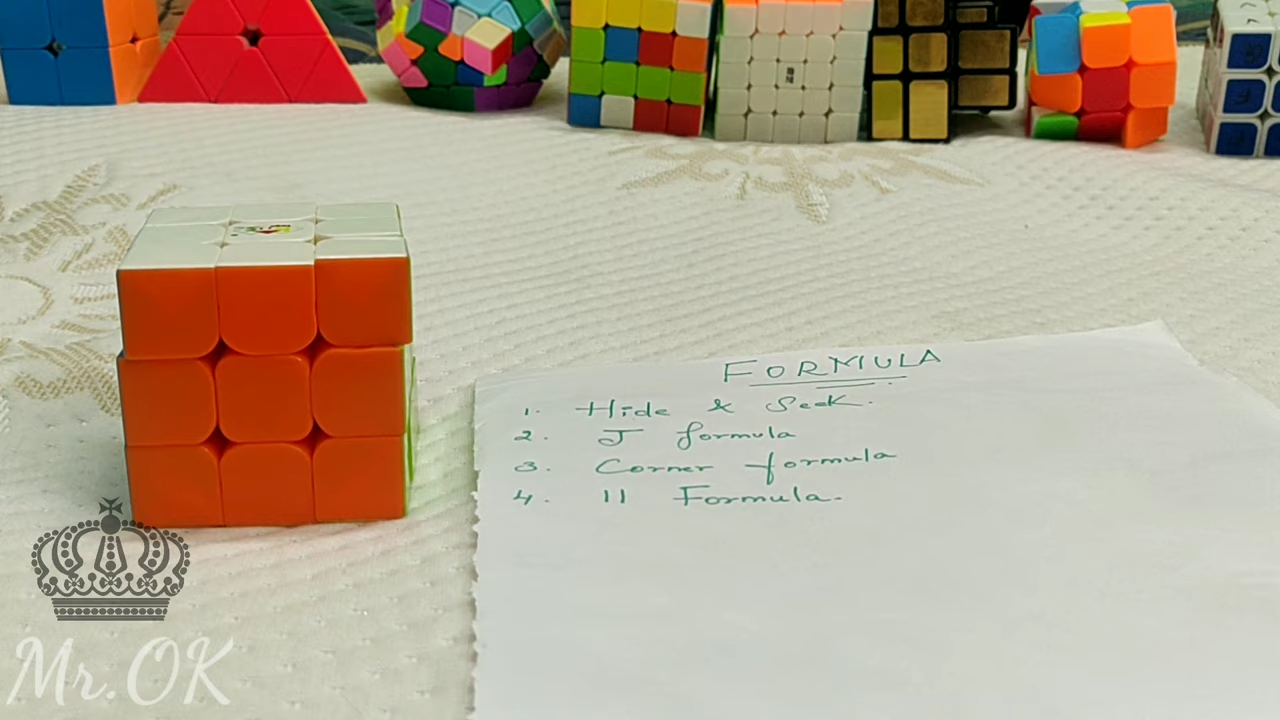 FORMULA
1. Hide & Seek.
2. J formula
3. Corner formula
4. 11 Formula.
Mr.OK